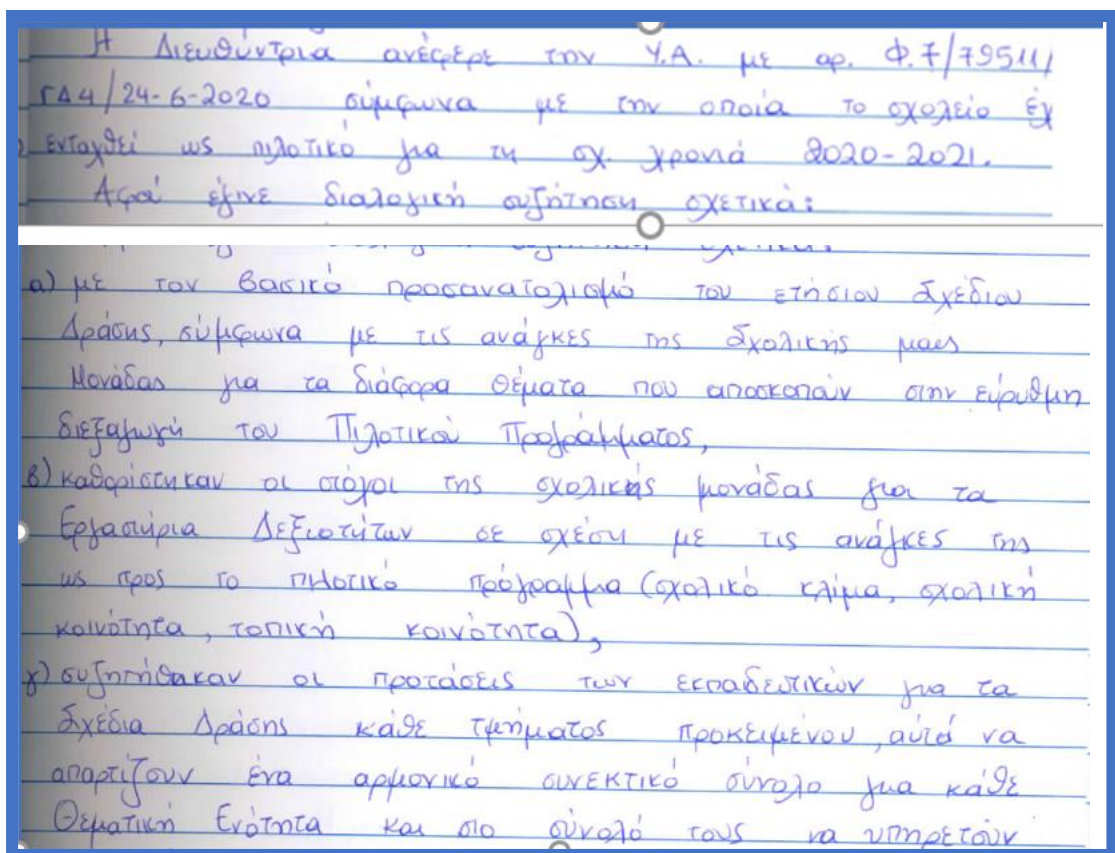 Η Διευθύντρια ανέφερε την Υ.Α. με αρ. Φ.7/79511/
ΓΔ4/24-6-2020 σύμφωνα με την οποία το σχολείο έχ
ενταχθεί ως πιλοτικό για τη σχ. χρονιά 2020-2021.
Αφού έγινε διαλογική συζήτηση σχετικά:
α) με τον βασικό προσανατολισμό του ετήσιου Σχέδιου
Δράσης, σύμφωνα με τις ανάγκες της Σχολικής μας
Μονάδας για τα διάφορα θέματα που αποσκοπούν στην εύρυθμη
διεξαγωγή του Πιλοτικού Προγράμματος,
β) καθορίστηκαν οι στόχοι της σχολικής μονάδας για τα
Εργαστήρια Δεξιοτήτων σε σχέση με τις ανάγκες της
ως προς το πιλοτικό πρόγραμμα (σχολικό κλίμα, σχολική
κοινότητα, τοπική κοινότητα),
γ) συζητήθηκαν οι προτάσεις των εκπαδευτικών για τα
Σχέδια Δράσης κάθε τμήματος προκειμένου, αυτά να
απαρτίζουν ένα αρμονικό συνεκτικό σύνολο για κάθε
Θεματική Ενότητα και στο σύνολό τους να υπηρετούν